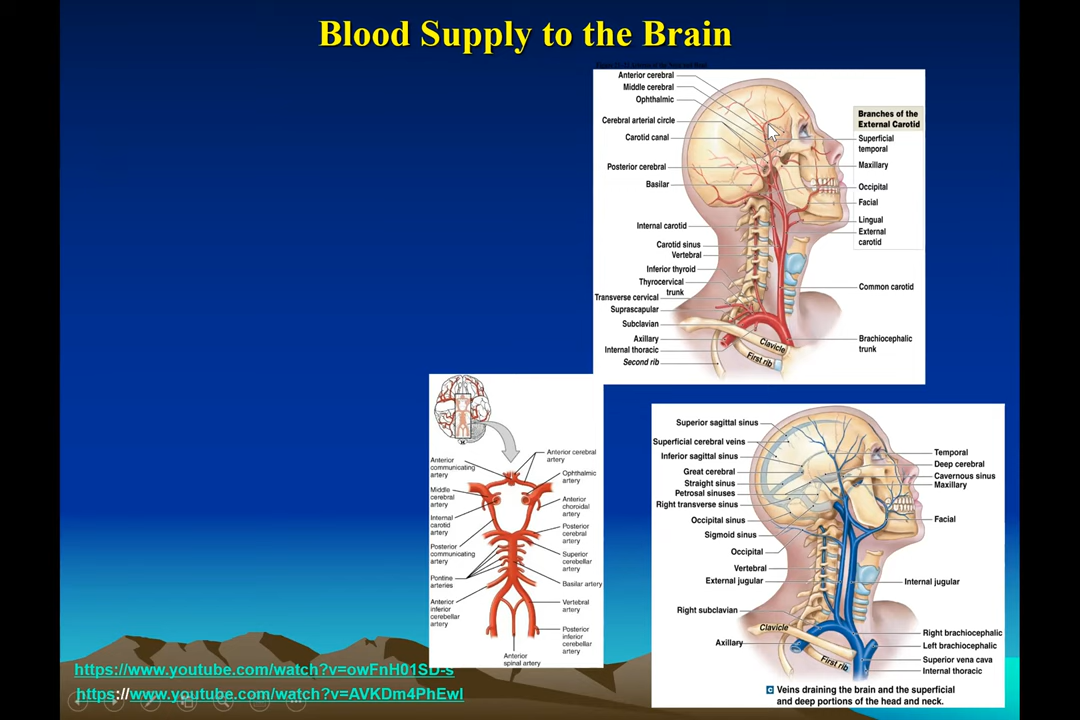 Blood Supply to the Brain
Anterior cerebral
Middle cerebral
Ophthalmic
Cerebral arterial circle
Carotid canal
Posterior cerebral
Basilar
Internal carotid
Carotid sinus
Vertebral
Inferior thyroid
Thyrocervical
trunk
Transverse cervical
Suprascapular
Subclavian
Axillary
Internal thoracic
Second rib
Clavicle
First rib
Branches of the
External Carotid
Superficial
temporal
Maxillary
Occipital
Facial
Lingual
External
carotid
Common carotid
Brachiocephalic
trunk
Anterior
communicating
artery
Middle
cerebral
artery
Internal
carotid
artery
Posterior
communicating
artery
Pontine
arteries
Anterior
inferior
cerebellar
artery
Anterior cerebral
artery
Ophthalmic
artery
Anterior
choroidal
artery
Posterior
cerebral
artery
Superior
cerebellar
artery
Basilar artery
Vertebral
artery
Posterior
inferior
cerebellar
artery
Anterior
spinal artery
Superior sagittal sinus
Superficial cerebral veins
Inferior sagittal sinus
Great cerebral
Straight sinus
Petrosal sinuses
Right transverse sinus
Occipital sinus
Sigmoid sinus
Occipital
Vertebral
External jugular
Right subclavian
Clavicle
Axillary
First rib
Temporal
Deep cerebral
Cavernous sinus
Maxillary
Facial
Internal jugular
Right brachiocephalic
Left brachiocephalic
Superior vena cava
Internal thoracic
c Veins draining the brain and the superficial
and deep portions of the head and neck.
https://www.youtube.com/watch?v=owFnH01SD-s
https://www.youtube.com/watch?v=AVKDm4PhEwI